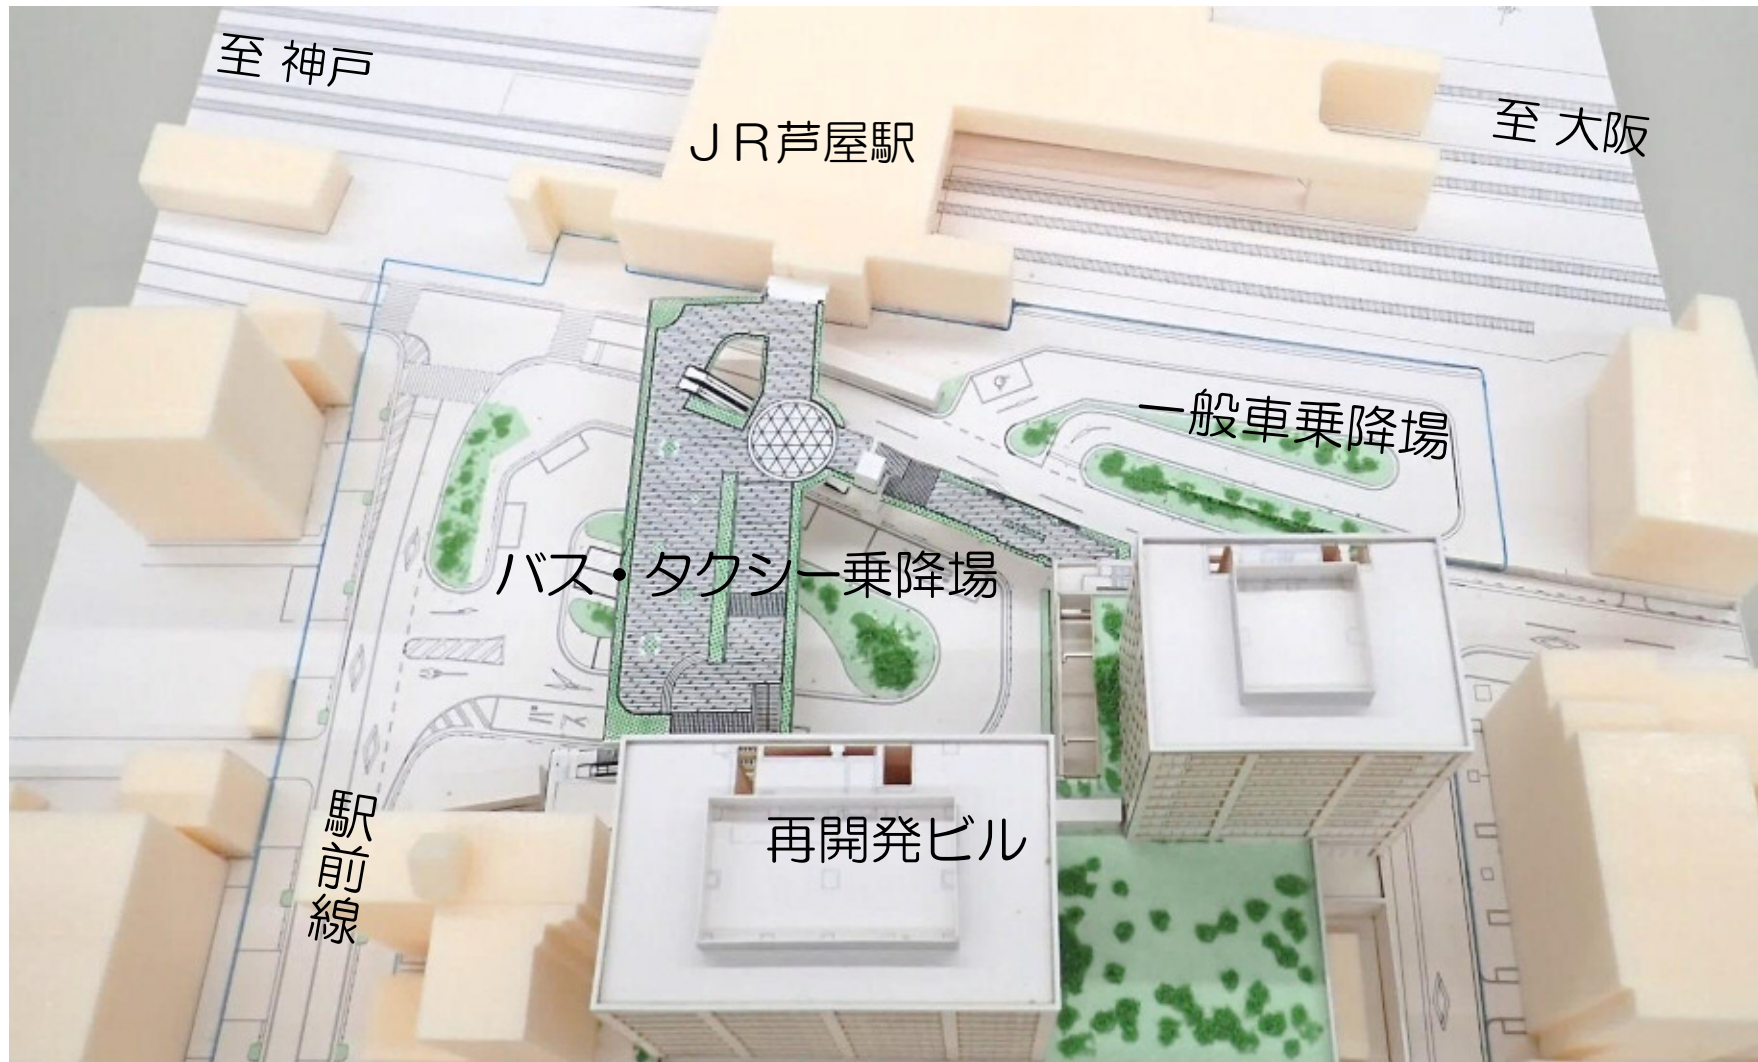 至 神戸
至 大阪
JR芦屋駅
一般車乗降場
バス・タクシー乗降場
再開発ビル
駅前線